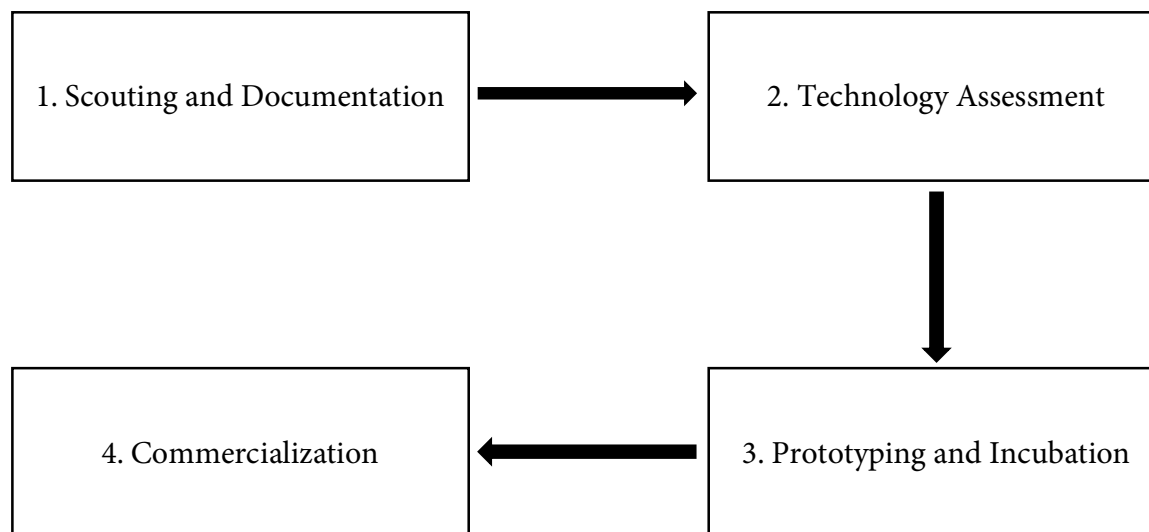 1. Scouting and Documentation
2. Technology Assessment
3. Prototyping and Incubation
4. Commercialization